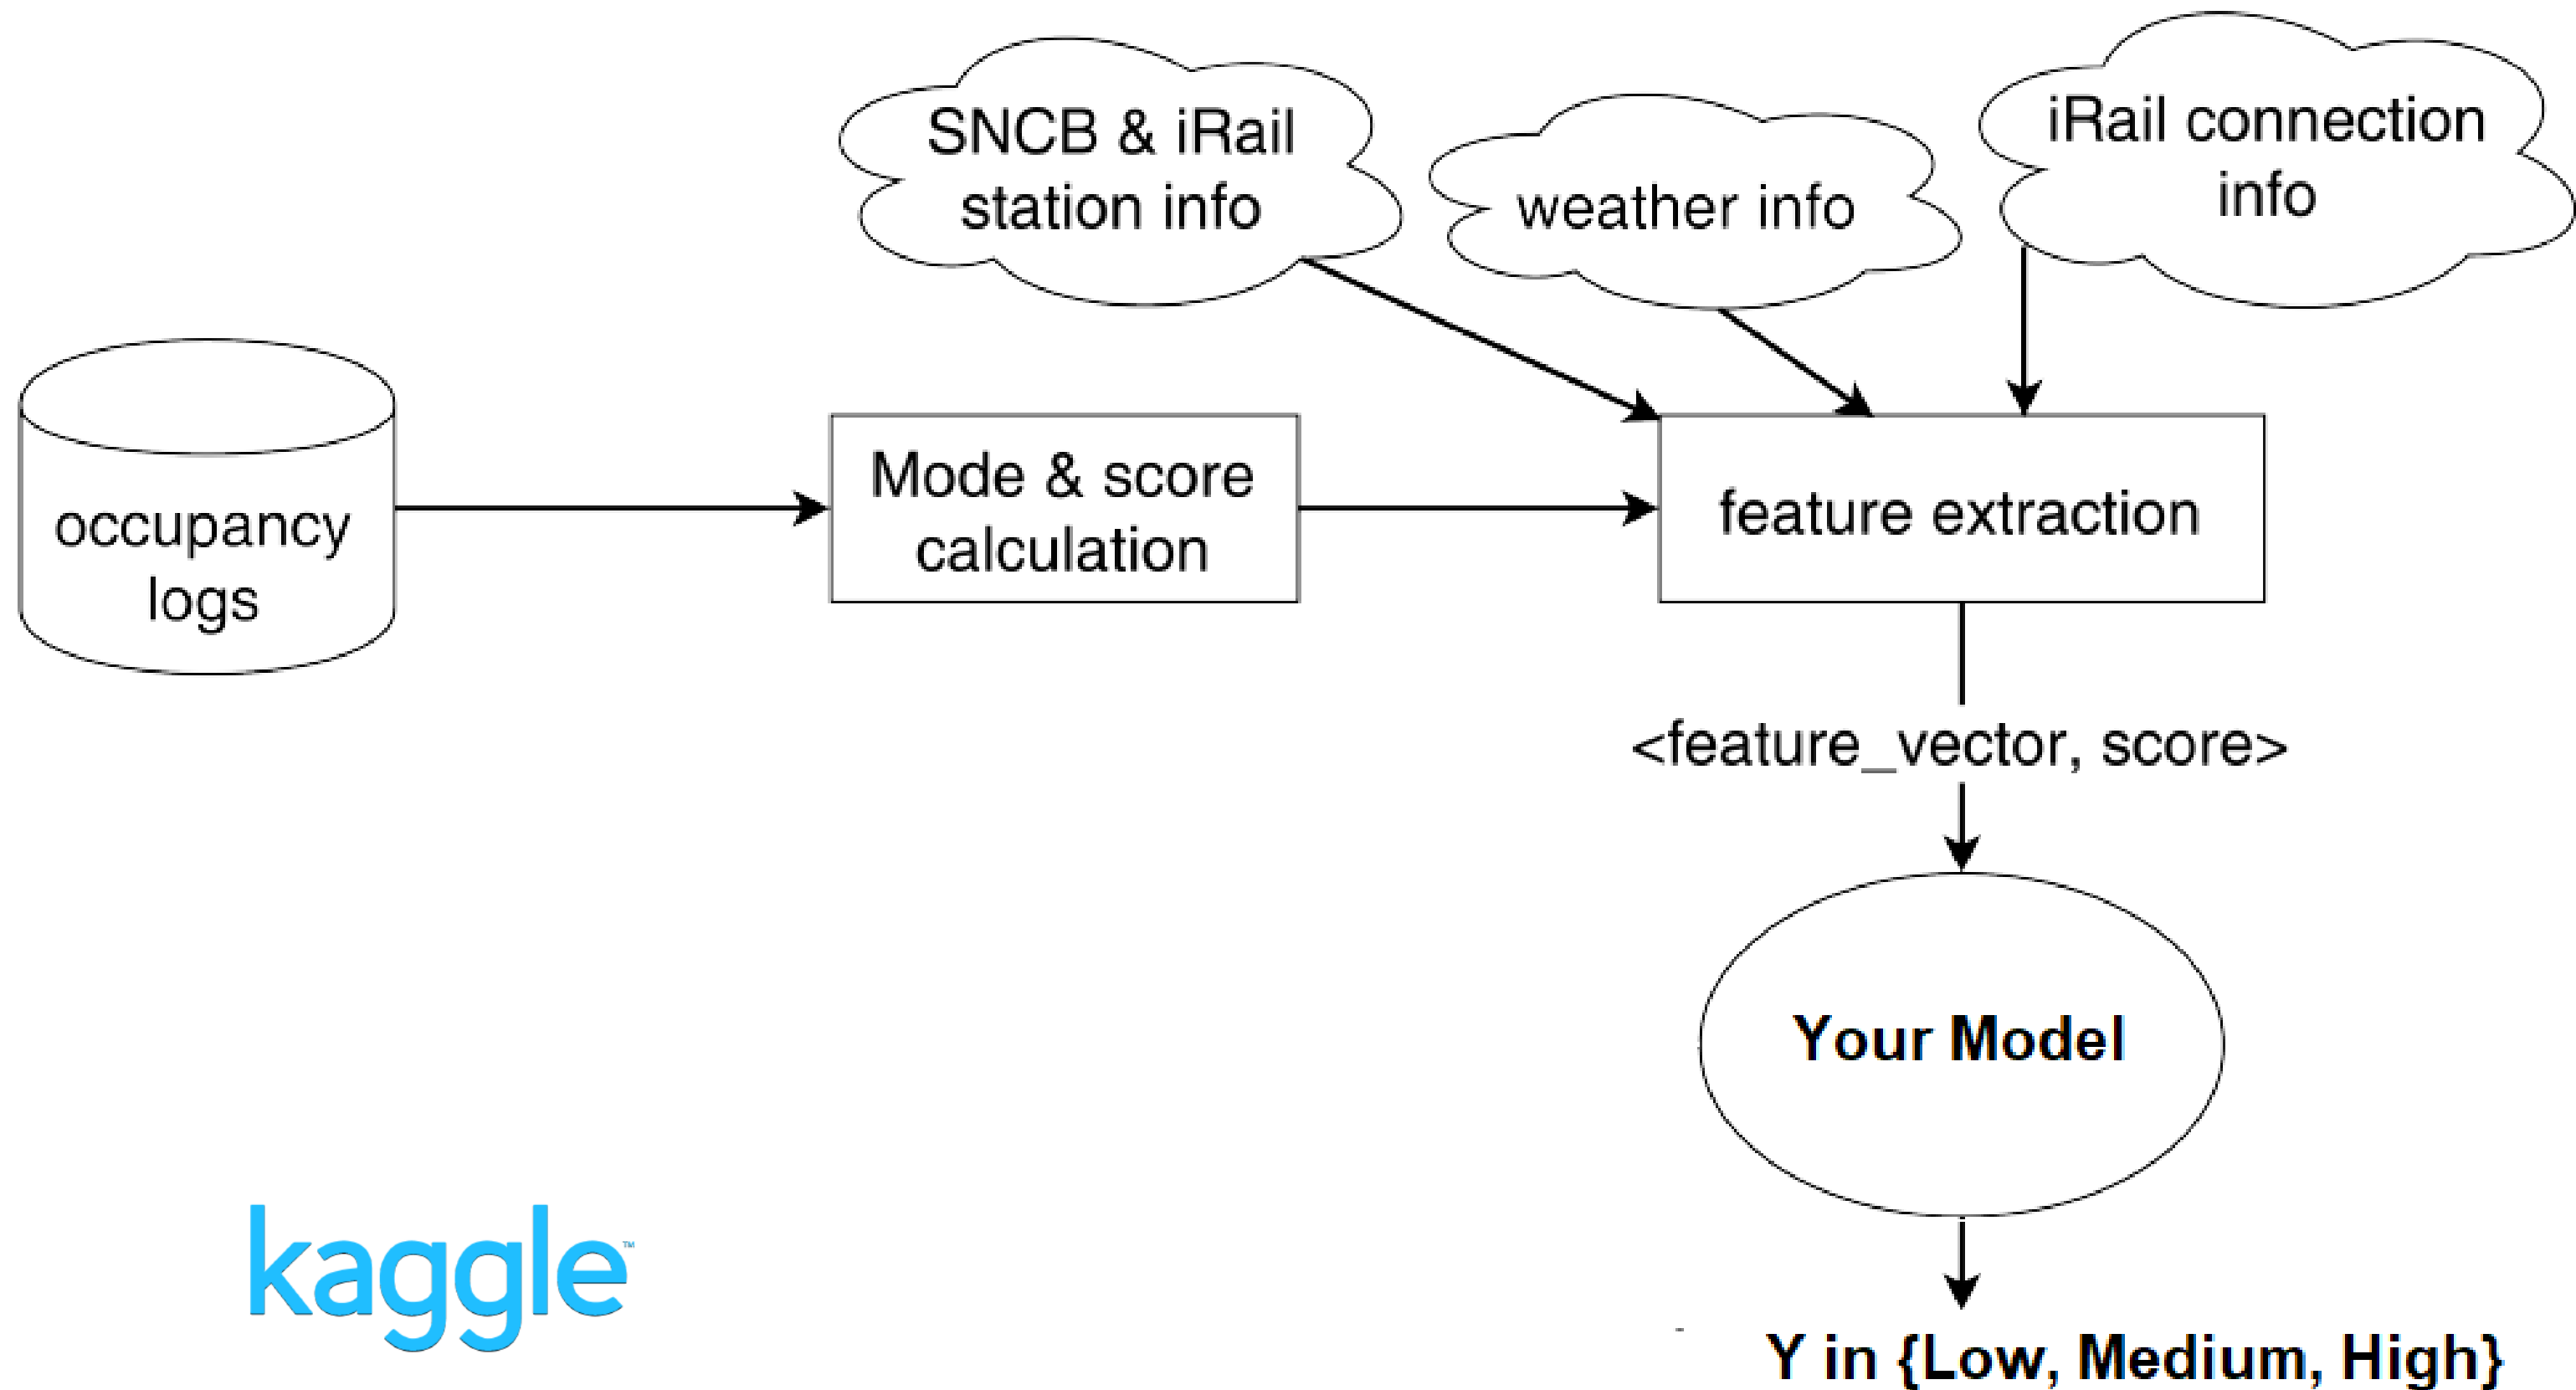 SNCB & iRail
station info
weather info
iRail connection
info
occupancy
logs
Mode & score
calculation
feature extraction
<feature_vector, score>
Your Model
kaggle™
Y in {Low, Medium, High}